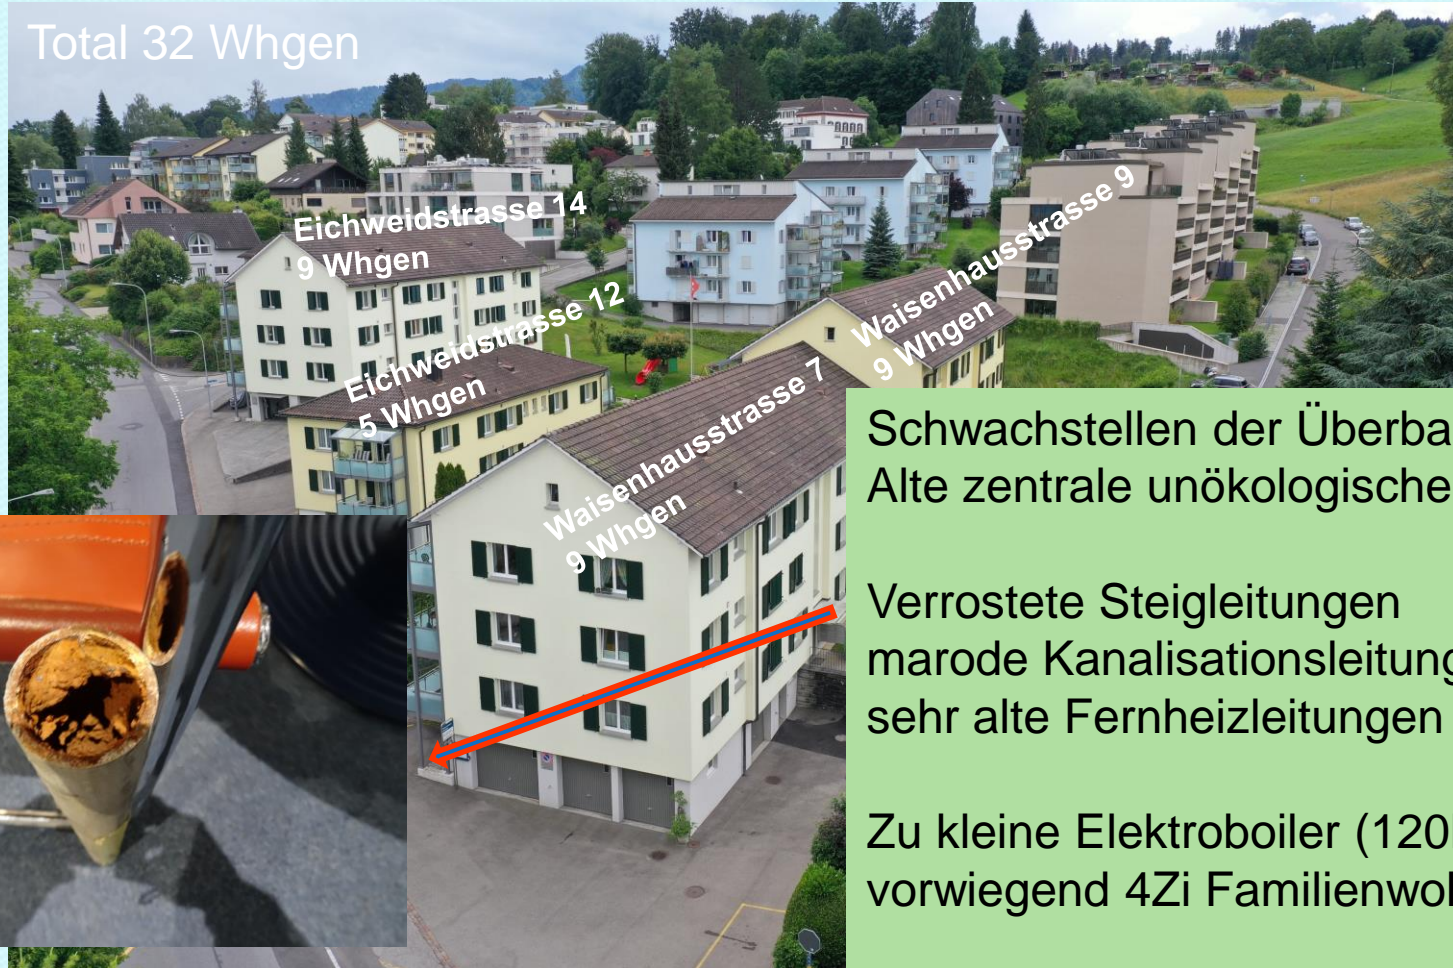 Total 32 Whgen
Eichweidstrasse 14
9 Whgen
Eichweidstrasse 12
5 Whgen
Waisenhausstrasse 9
9 Whgen
Waisenhausstrasse 7
9 Whgen
Schwachstellen der Überba
Alte zentrale unökologische
Verrostete Steigleitungen
marode Kanalisationsleitung
sehr alte Fernheizleitungen
Zu kleine Elektroboiler (120
vorwiegend 4Zi Familienwoh